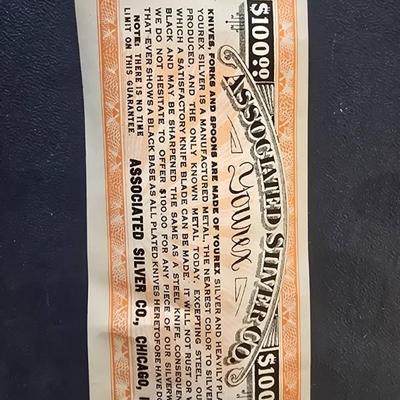 $100.00 $100
ASSOCIATED SILVER CO.
Yourex
KNIVES, FORKS AND SPOONS ARE MADE OF YOUREX SILVER AND HEAVILY PLA
YOUREX SILVER IS A MANUFACTURED METAL, THE NEAREST COLOR TO SILVER
PRODUCED, AND THE ONLY KNOWN METAL, TODAY, EXCEPTING STEEL, OU
WHICH A SATISFACTORY KNIFE BLADE CAN BE MADE. IT WILL NOT RUST OR
BLACK AND MAY BE SHARPENED THE SAME AS A STEEL KNIFE, CONSEQUEN
WE DO NOT HESITATE TO OFFER $100.00 FOR ANY PIECE OF OUR SILVERW
THAT EVER SHOWS A BLACK BASE AS ALL PLATED KNIVES HERETOFORE HAVE DO
NOTE: THERE IS NO TIME
LIMIT ON THIS GUARANTEE.
ASSOCIATED SILVER CO., CHICAGO,